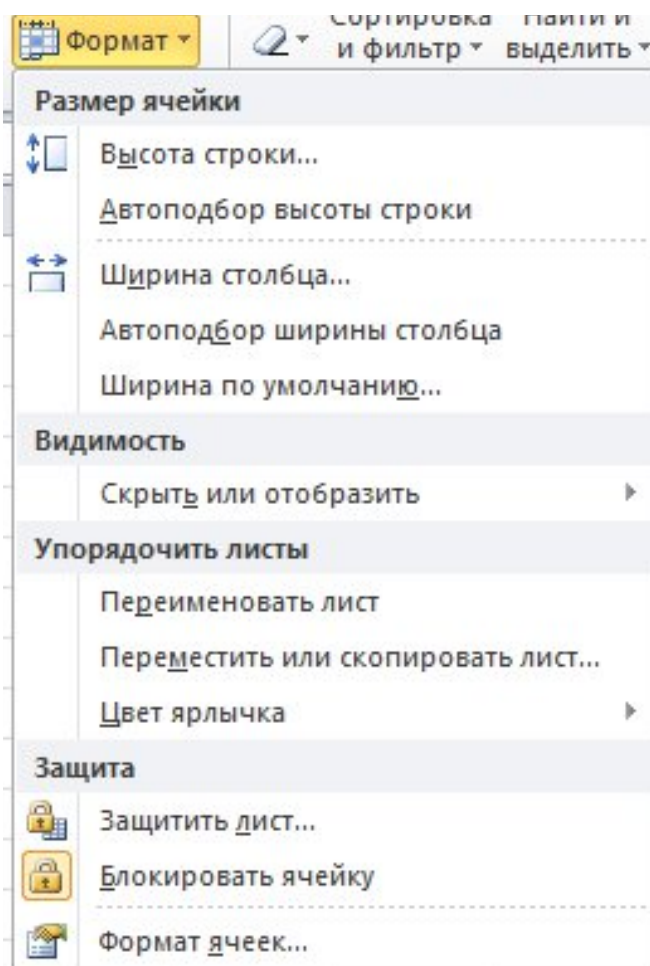 Формат
Сортировка
и фильтр
Найти и
выделить
Размер ячейки
Высота строки...
Автоподбор высоты строки
Ширина столбца...
Автоподбор ширины столбца
Ширина по умолчанию...
Видимость
Скрыть или отобразить
Упорядочить листы
Переименовать лист
Переместить или скопировать лист...
Цвет ярлычка
Защита
Защитить лист...
Блокировать ячейку
Формат ячеек...